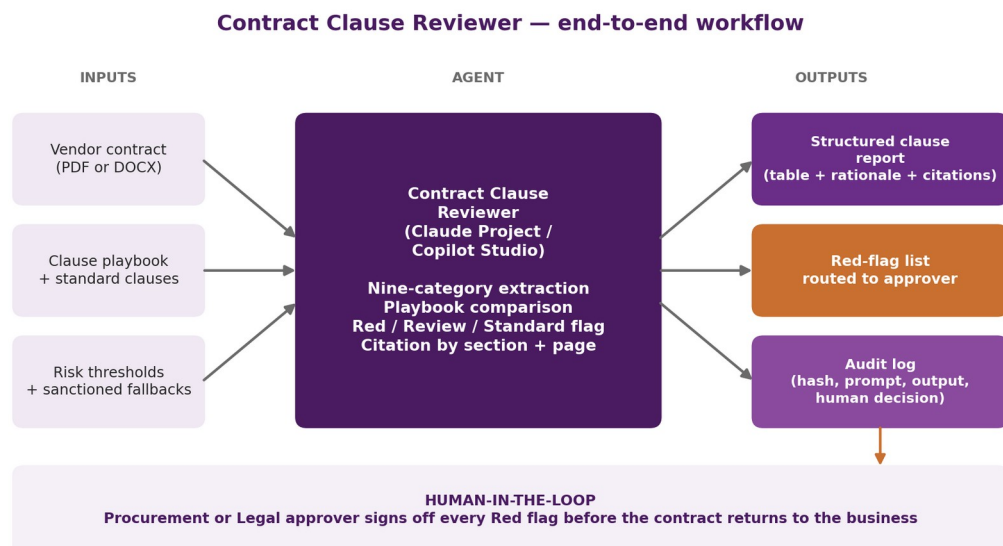 Contract Clause Reviewer — end-to-end workflow
INPUTS
AGENT
OUTPUTS
Vendor contract
(PDF or DOCX)
Clause playbook
+ standard clauses
Risk thresholds
+ sanctioned fallbacks
Contract Clause
Reviewer
(Claude Project /
Copilot Studio)
Nine-category extraction
Playbook comparison
Red / Review / Standard flag
Citation by section + page
Structured clause
report
(table + rationale + citations)
Red-flag list
routed to approver
Audit log
(hash, prompt, output,
human decision)
HUMAN-IN-THE-LOOP
Procurement or Legal approver signs off every Red flag before the contract returns to the business